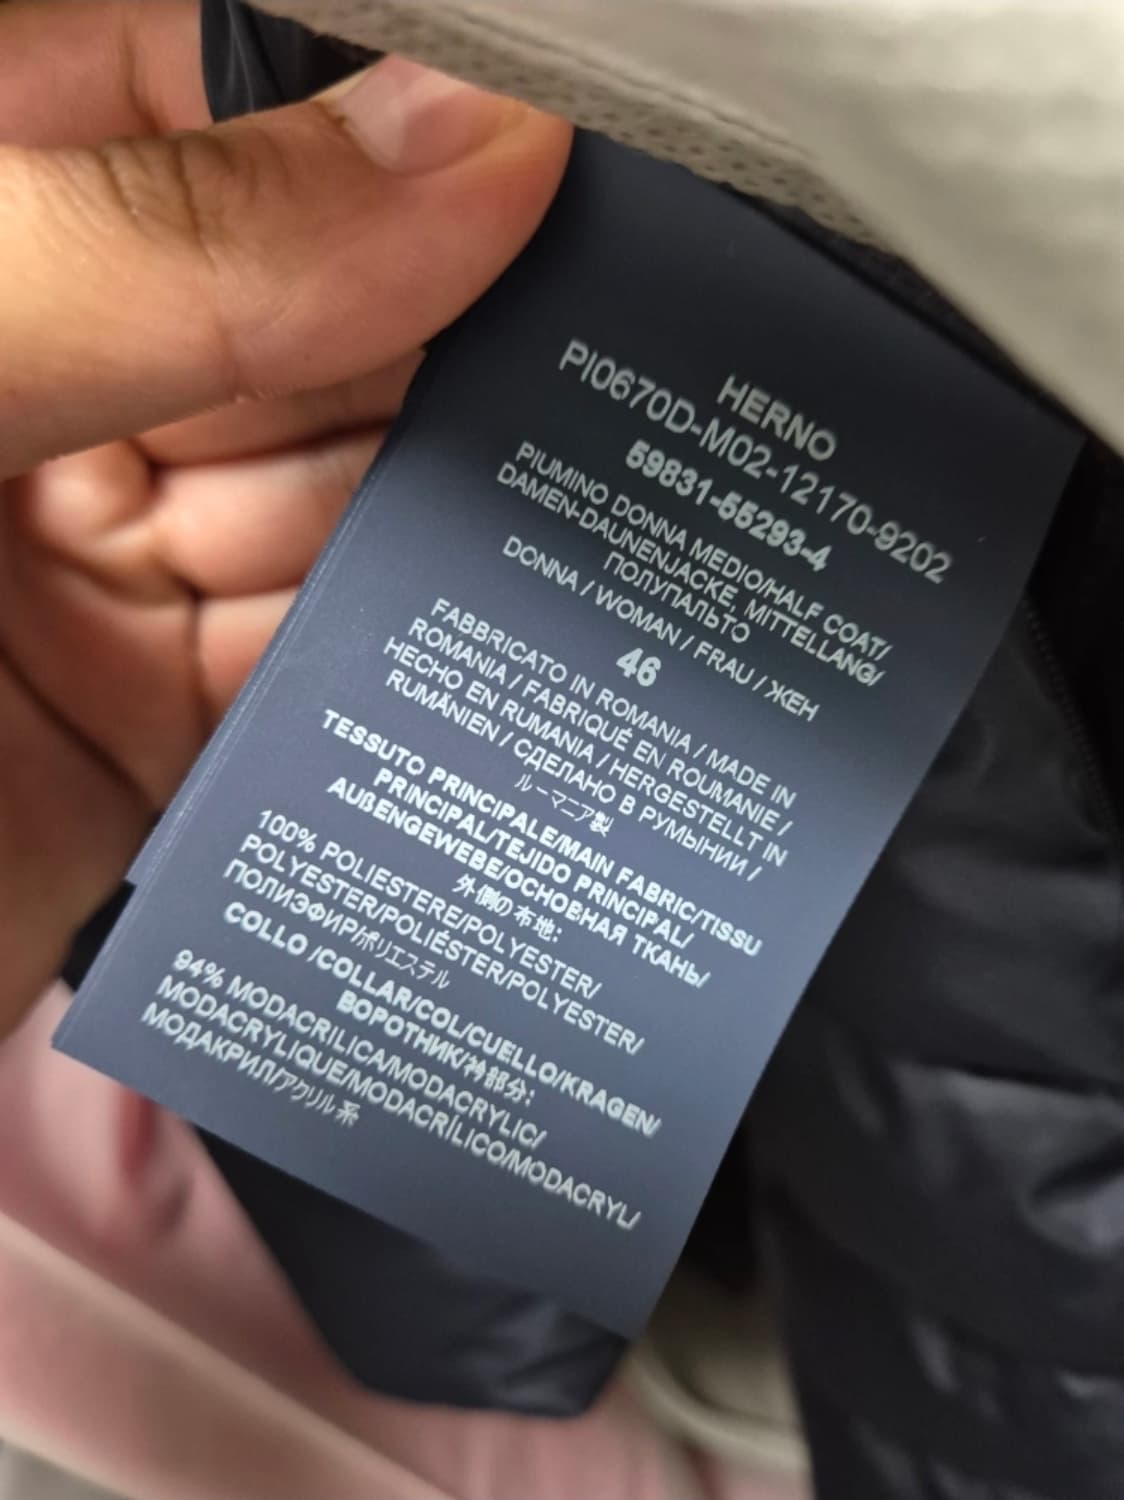 HERNO
PI0670D-M02-12170-9202
59831-55293-4
PIUMINO DONNA MEDIO/HALF COAT/
DAMEN-DAUNENJACKE, MITTELLANG/
ПОЛУПАЛЬТО
DONNA / WOMAN / FRAU / ЖЕН
46
FABBRICATO IN ROMANIA / MADE IN
ROMANIA / FABRIQUÉ EN ROUMANIE /
HECHO EN RUMANIA / HERGESTELLT IN
RUMÄNIEN / СДЕЛАНО В РУМЫНИИ /
ルーマニア製
TESSUTO PRINCIPALE/MAIN FABRIC/TISSU
PRINCIPAL/TEJIDO PRINCIPAL/
AUßENGEWEBE/ОСНОВНАЯ ТКАНЬ/
外側の布地:
100% POLIESTERE/POLYESTER/
POLYESTER/POLIÉSTER/POLYESTER/
ПОЛИЭФИР/ポリエステル
COLLO /COLLAR/COL/CUELLO/KRAGEN/
ВОРОТНИК/衿部分:
94% MODACRILICA/MODACRYLIC/
MODACRYLIQUE/MODACRÍLICO/MODACRYL/
МОДАКРИЛ/アクリル系